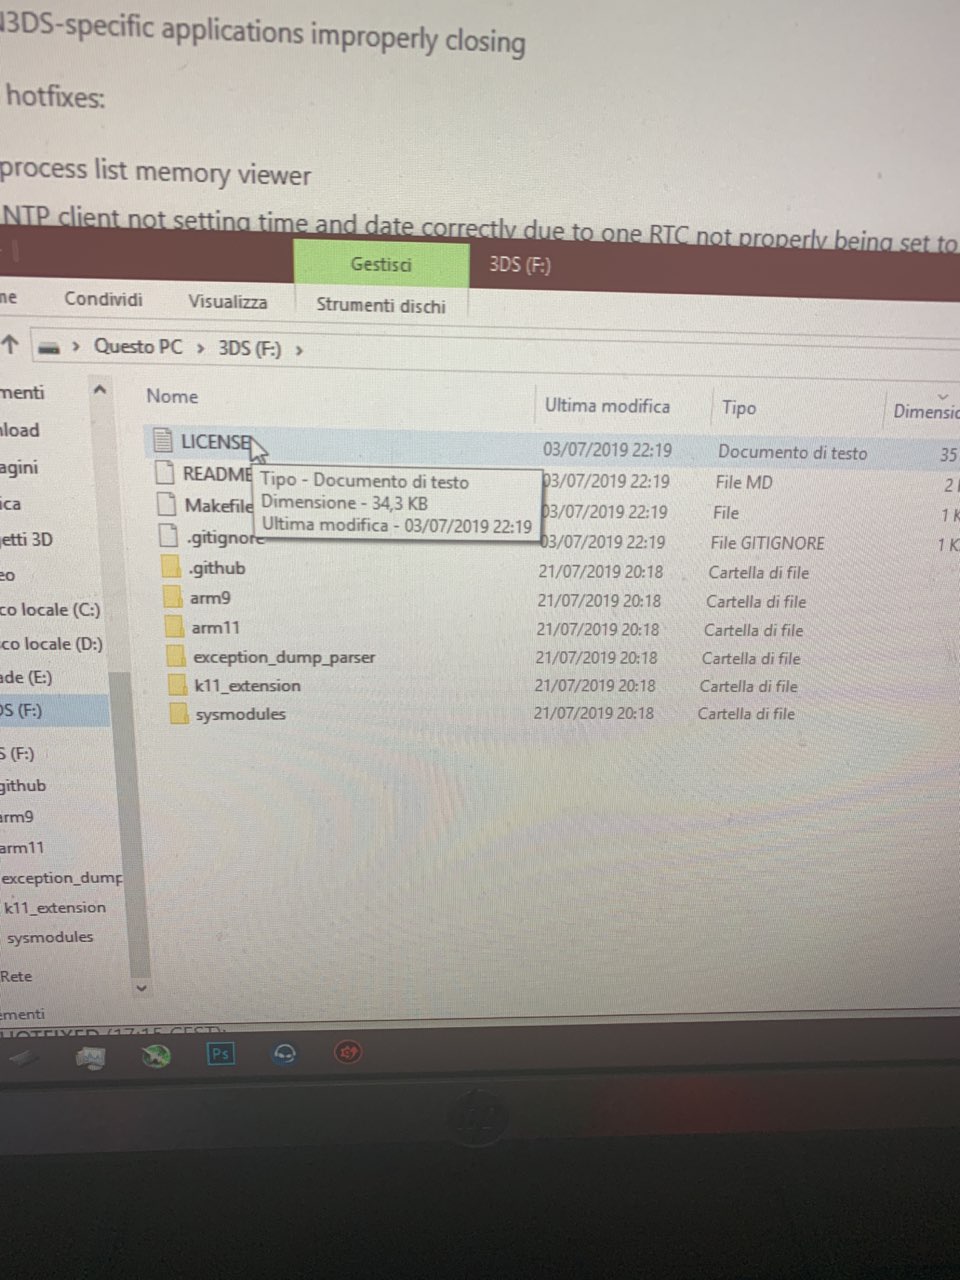 N3DS-specific applications improperly closing
hotfixes:
process list memory viewer
NTP client not setting time and date correctly due to one RTC not properly being set to
Gestisci 3DS (F:)
ne Condividi Visualizza Strumenti dischi
Questo PC > 3DS (F:) >
Nome Ultima modifica Tipo Dimensio
LICENSE 03/07/2019 22:19 Documento di testo 35
README 03/07/2019 22:19 File MD 2
Makefile 03/07/2019 22:19 File 1 K
.gitignore 03/07/2019 22:19 File GITIGNORE 1 K
.github 21/07/2019 20:18 Cartella di file
arm9 21/07/2019 20:18 Cartella di file
arm11 21/07/2019 20:18 Cartella di file
exception_dump_parser 21/07/2019 20:18 Cartella di file
k11_extension 21/07/2019 20:18 Cartella di file
sysmodules 21/07/2019 20:18 Cartella di file
Tipo - Documento di testo
Dimensione - 34,3 KB
Ultima modifica - 03/07/2019 22:19
menti
nload
agini
ica
etti 3D
eo
co locale (C:)
sco locale (D:)
ade (E:)
DS (F:)
S (F:)
github
arm9
arm11
exception_dump
k11_extension
sysmodules
Rete
ementi
HOTFIXED (17:15 CEST):
Ps